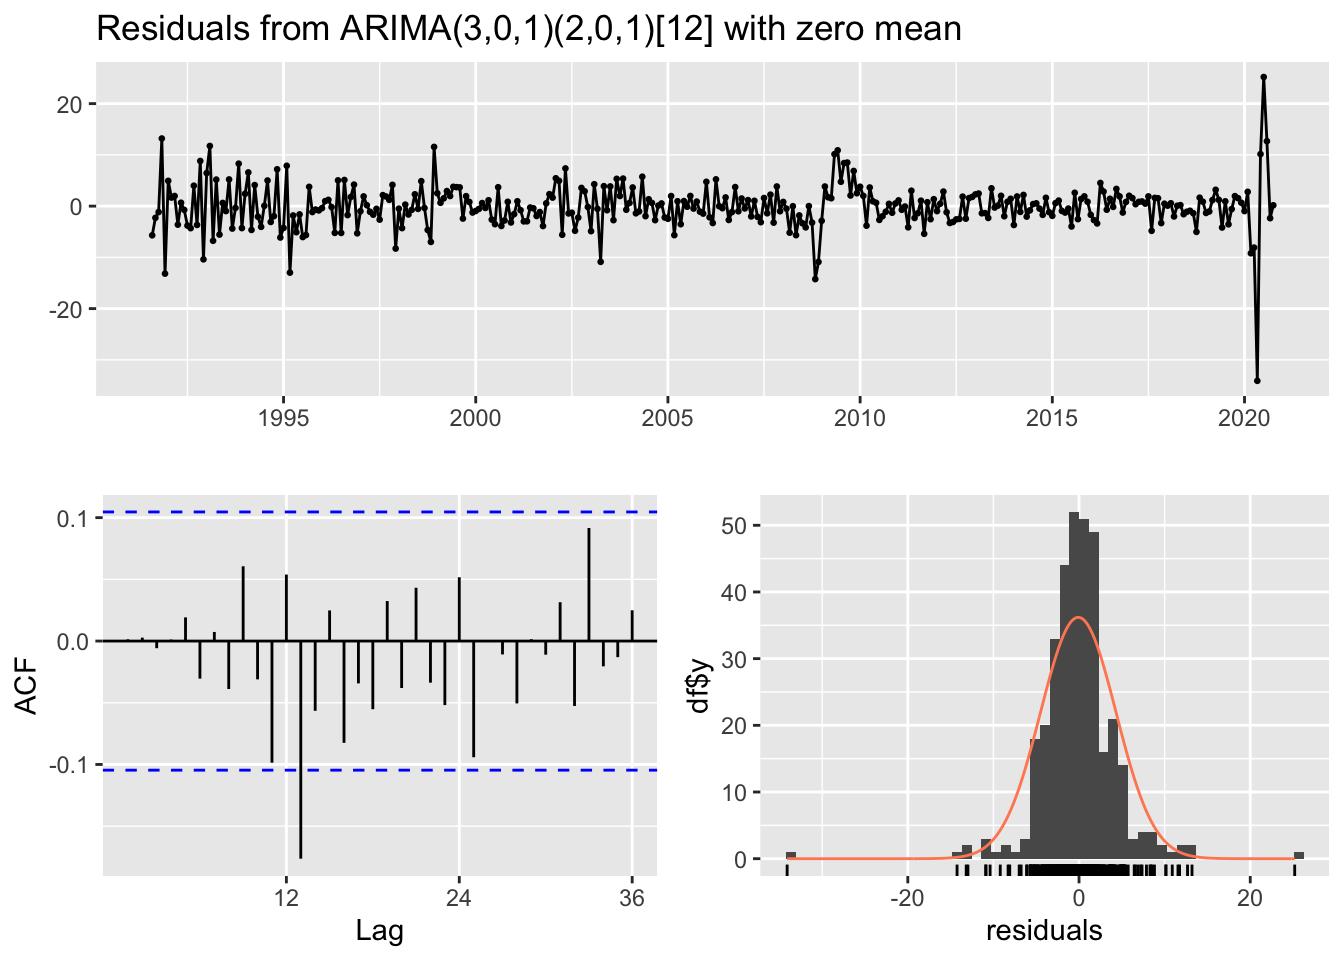 Residuals from ARIMA(3,0,1)(2,0,1)[12] with zero mean
20
0
-20
1995 2000 2005 2010 2015 2020
0.1
0.0
-0.1
ACF
12 24 36
Lag
50
40
30
20
10
0
df$y
-20 0 20
residuals